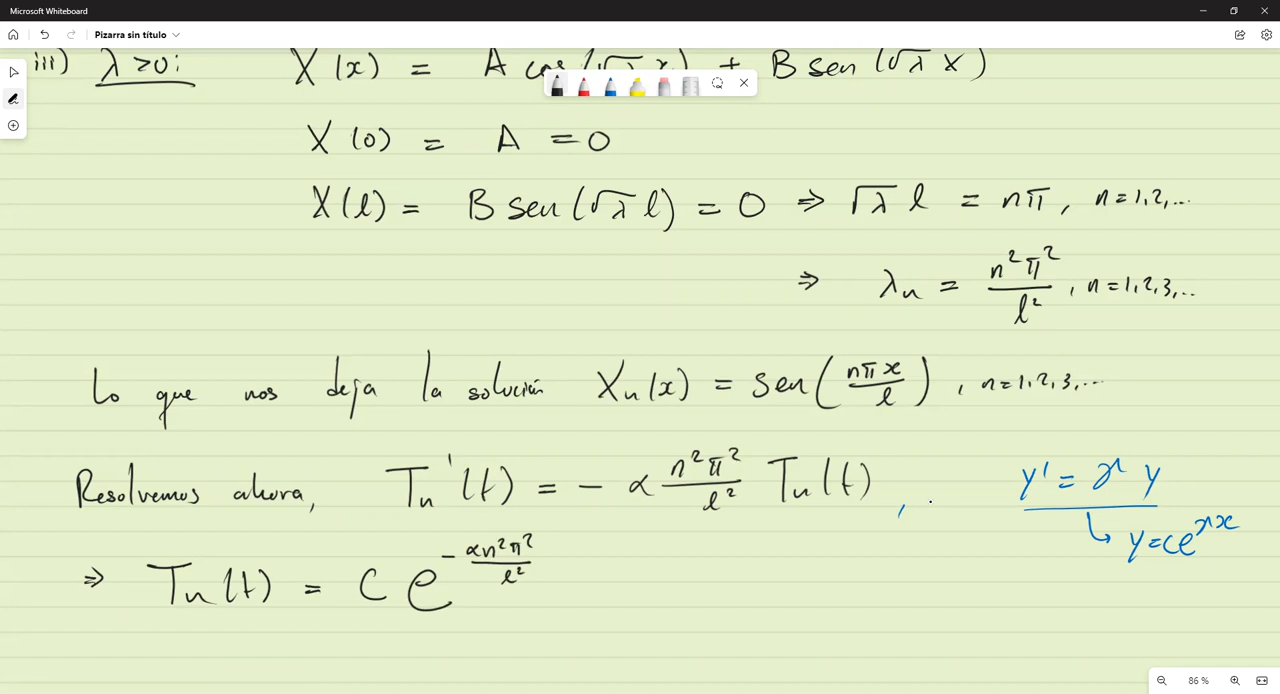 Microsoft Whiteboard
Pizarra sin título
iii) λ>0: X(x) = A cos(√λ x) + B sen(√λ x)
X(0) = A = 0
X(l) = B sen(√λ l) = 0 ⇒ √λ l = nπ, n=1,2,...
⇒ λₙ = n²π²/l², n=1,2,3,...
Lo que nos deja la solución Xₙ(x) = sen(nπx/l), n=1,2,3,...
Resolvemos ahora, Tₙ'(t) = - α n²π²/l² Tₙ(t),
y' = γ y
↳ y=ce^γx
⇒ Tₙ(t) = C e^-αn²π²/l²
86 %